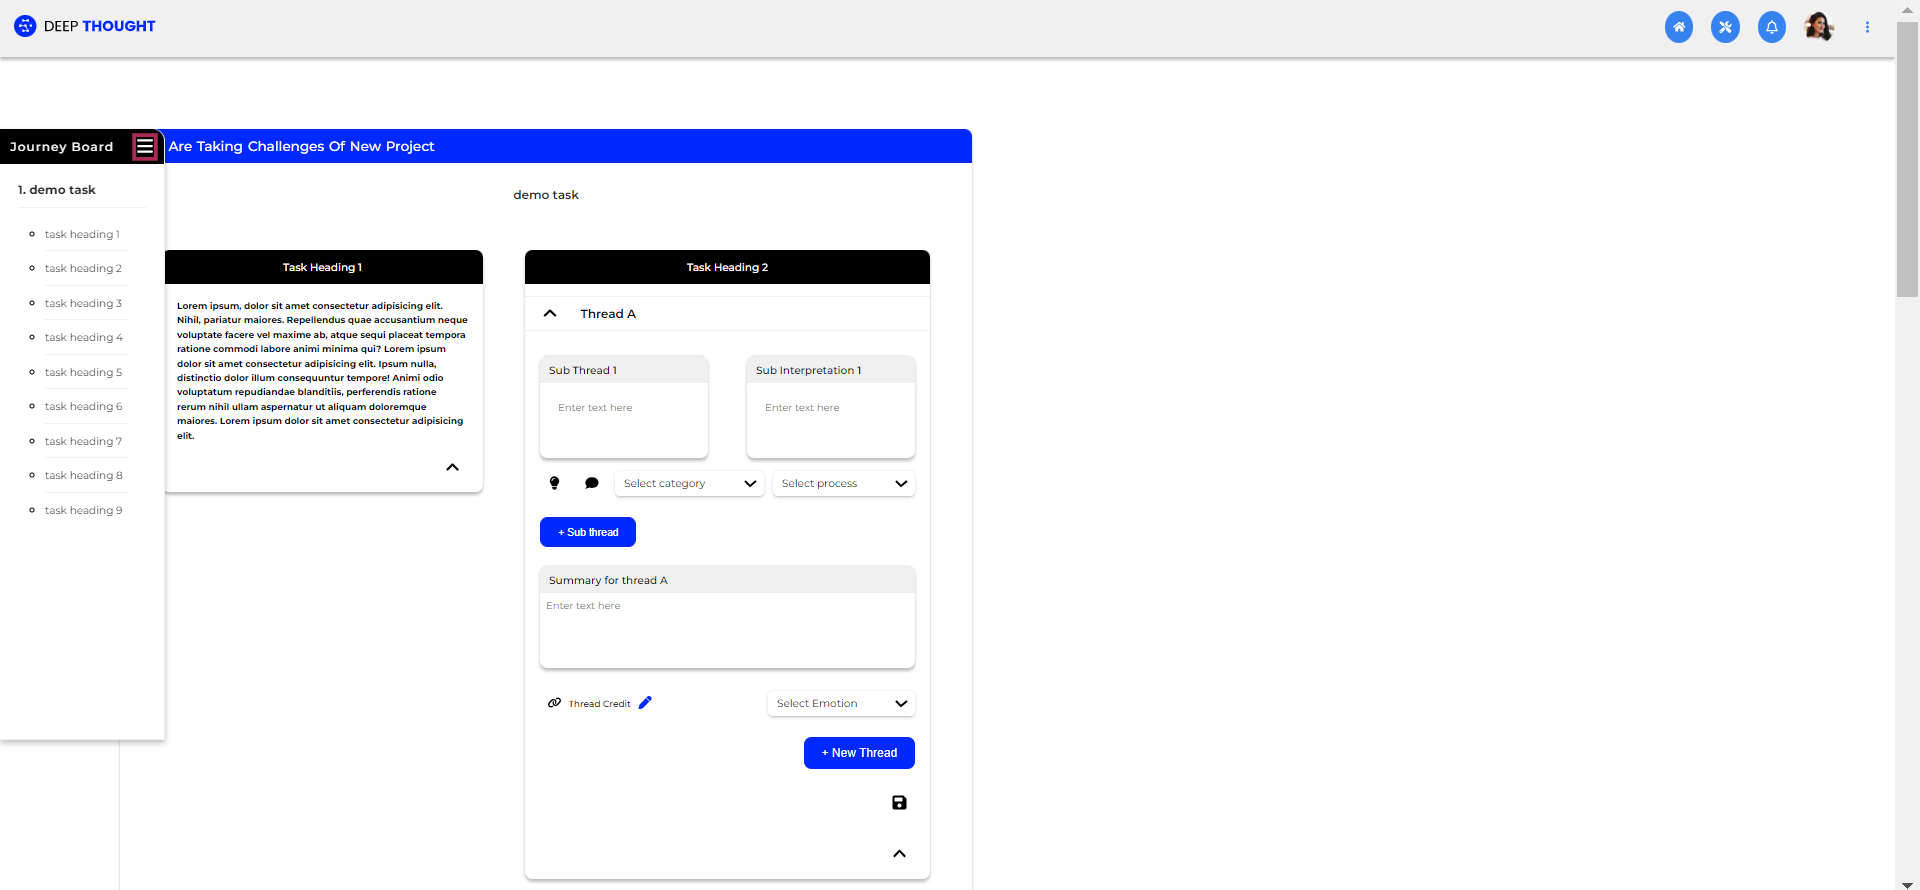 DEEP THOUGHT
Journey Board
Are Taking Challenges Of New Project
1. demo task
task heading 1
task heading 2
task heading 3
task heading 4
task heading 5
task heading 6
task heading 7
task heading 8
task heading 9
demo task
Task Heading 1
Lorem ipsum, dolor sit amet consectetur adipisicing elit.
Nihil, pariatur maiores. Repellendus quae accusantium neque
voluptate facere vel maxime ab, atque sequi placeat tempora
ratione commodi labore animi minima qui? Lorem ipsum
dolor sit amet consectetur adipisicing elit. Ipsum nulla,
distinctio dolor illum consequuntur tempore! Animi odio
voluptatum repudiandae blanditiis, perferendis ratione
rerum nihil ullam aspernatur ut aliquam doloremque
maiores. Lorem ipsum dolor sit amet consectetur adipisicing
elit.
Task Heading 2
Thread A
Sub Thread 1
Enter text here
Sub Interpretation 1
Enter text here
Select category
Select process
+ Sub thread
Summary for thread A
Enter text here
Thread Credit
Select Emotion
+ New Thread